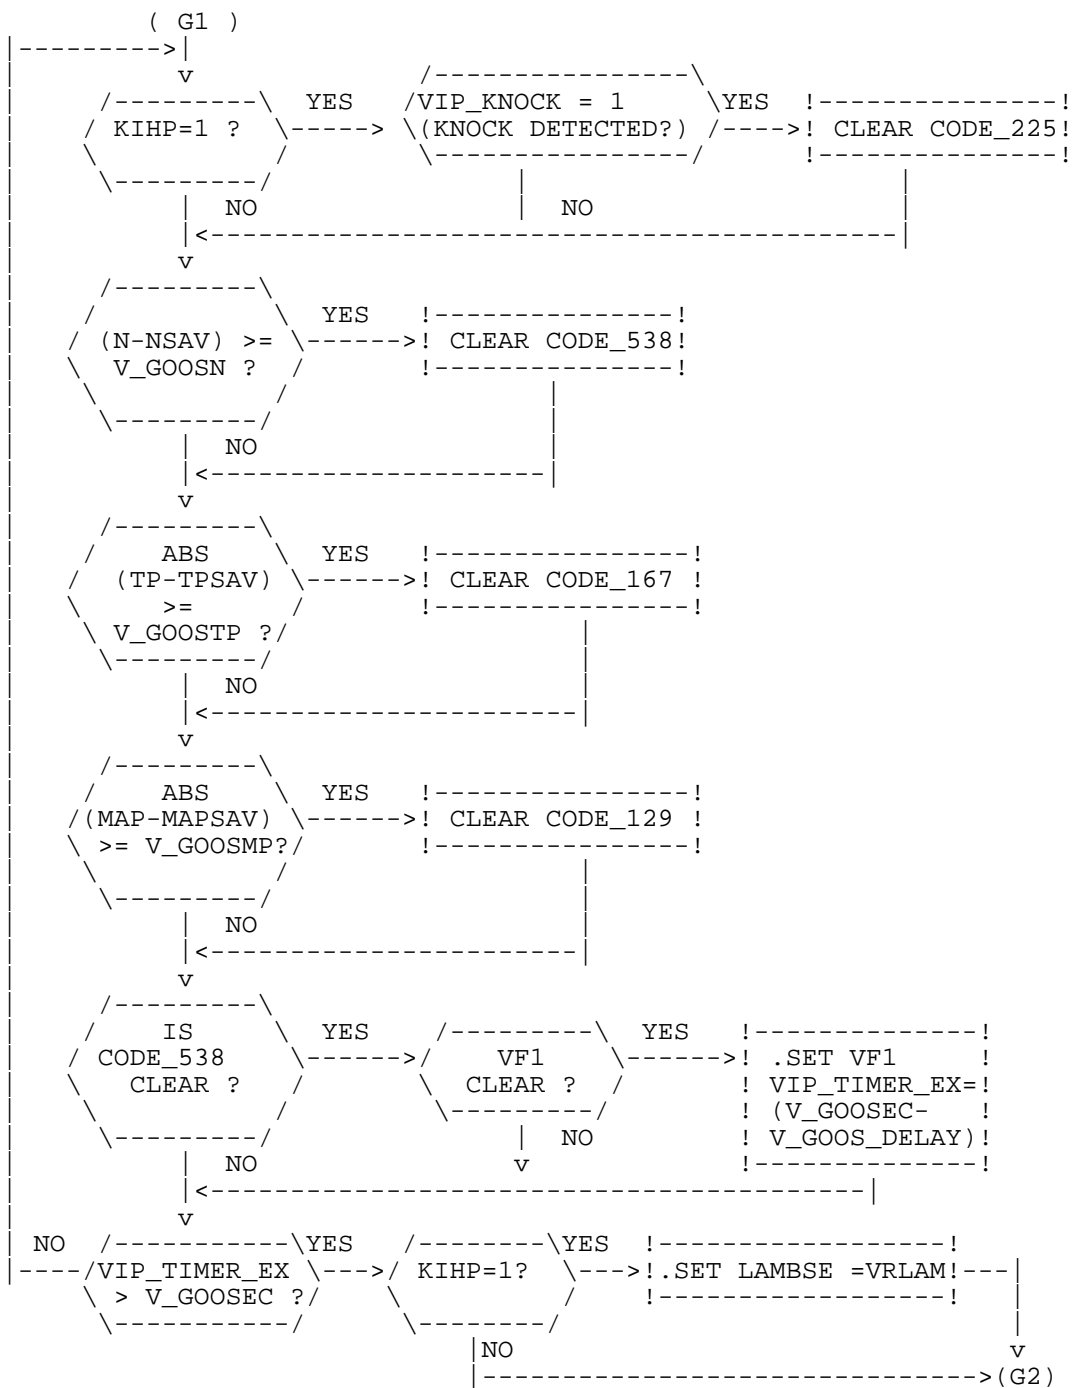 ( G1 )
KIHP=1 ? YES VIP_KNOCK = 1 YES
(KNOCK DETECTED?) CLEAR CODE_225
NO NO
(N-NSAV) >= YES CLEAR CODE_538
V_GOOSN ?
NO
ABS YES
(TP-TPSAV) CLEAR CODE_167
>=
V_GOOSTP ?
NO
ABS YES
(MAP-MAPSAV) CLEAR CODE_129
>= V_GOOSMP?
NO
IS YES YES
CODE_538 VF1 .SET VF1
CLEAR ? CLEAR ? VIP_TIMER_EX=
(V_GOOSEC-
NO V_GOOS_DELAY)
NO
NO YES YES
VIP_TIMER_EX KIHP=1? .SET LAMBSE =VRLAM
> V_GOOSEC ?
NO
(G2)